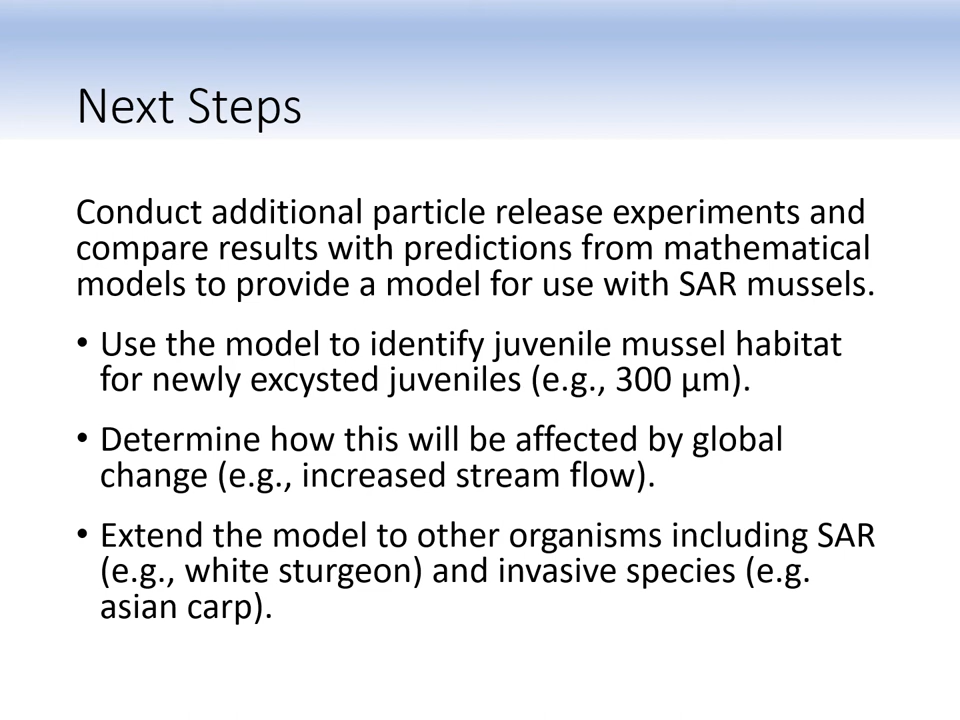 Next Steps
Conduct additional particle release experiments and
compare results with predictions from mathematical
models to provide a model for use with SAR mussels.
• Use the model to identify juvenile mussel habitat
for newly excysted juveniles (e.g., 300 µm).
• Determine how this will be affected by global
change (e.g., increased stream flow).
• Extend the model to other organisms including SAR
(e.g., white sturgeon) and invasive species (e.g.
asian carp).